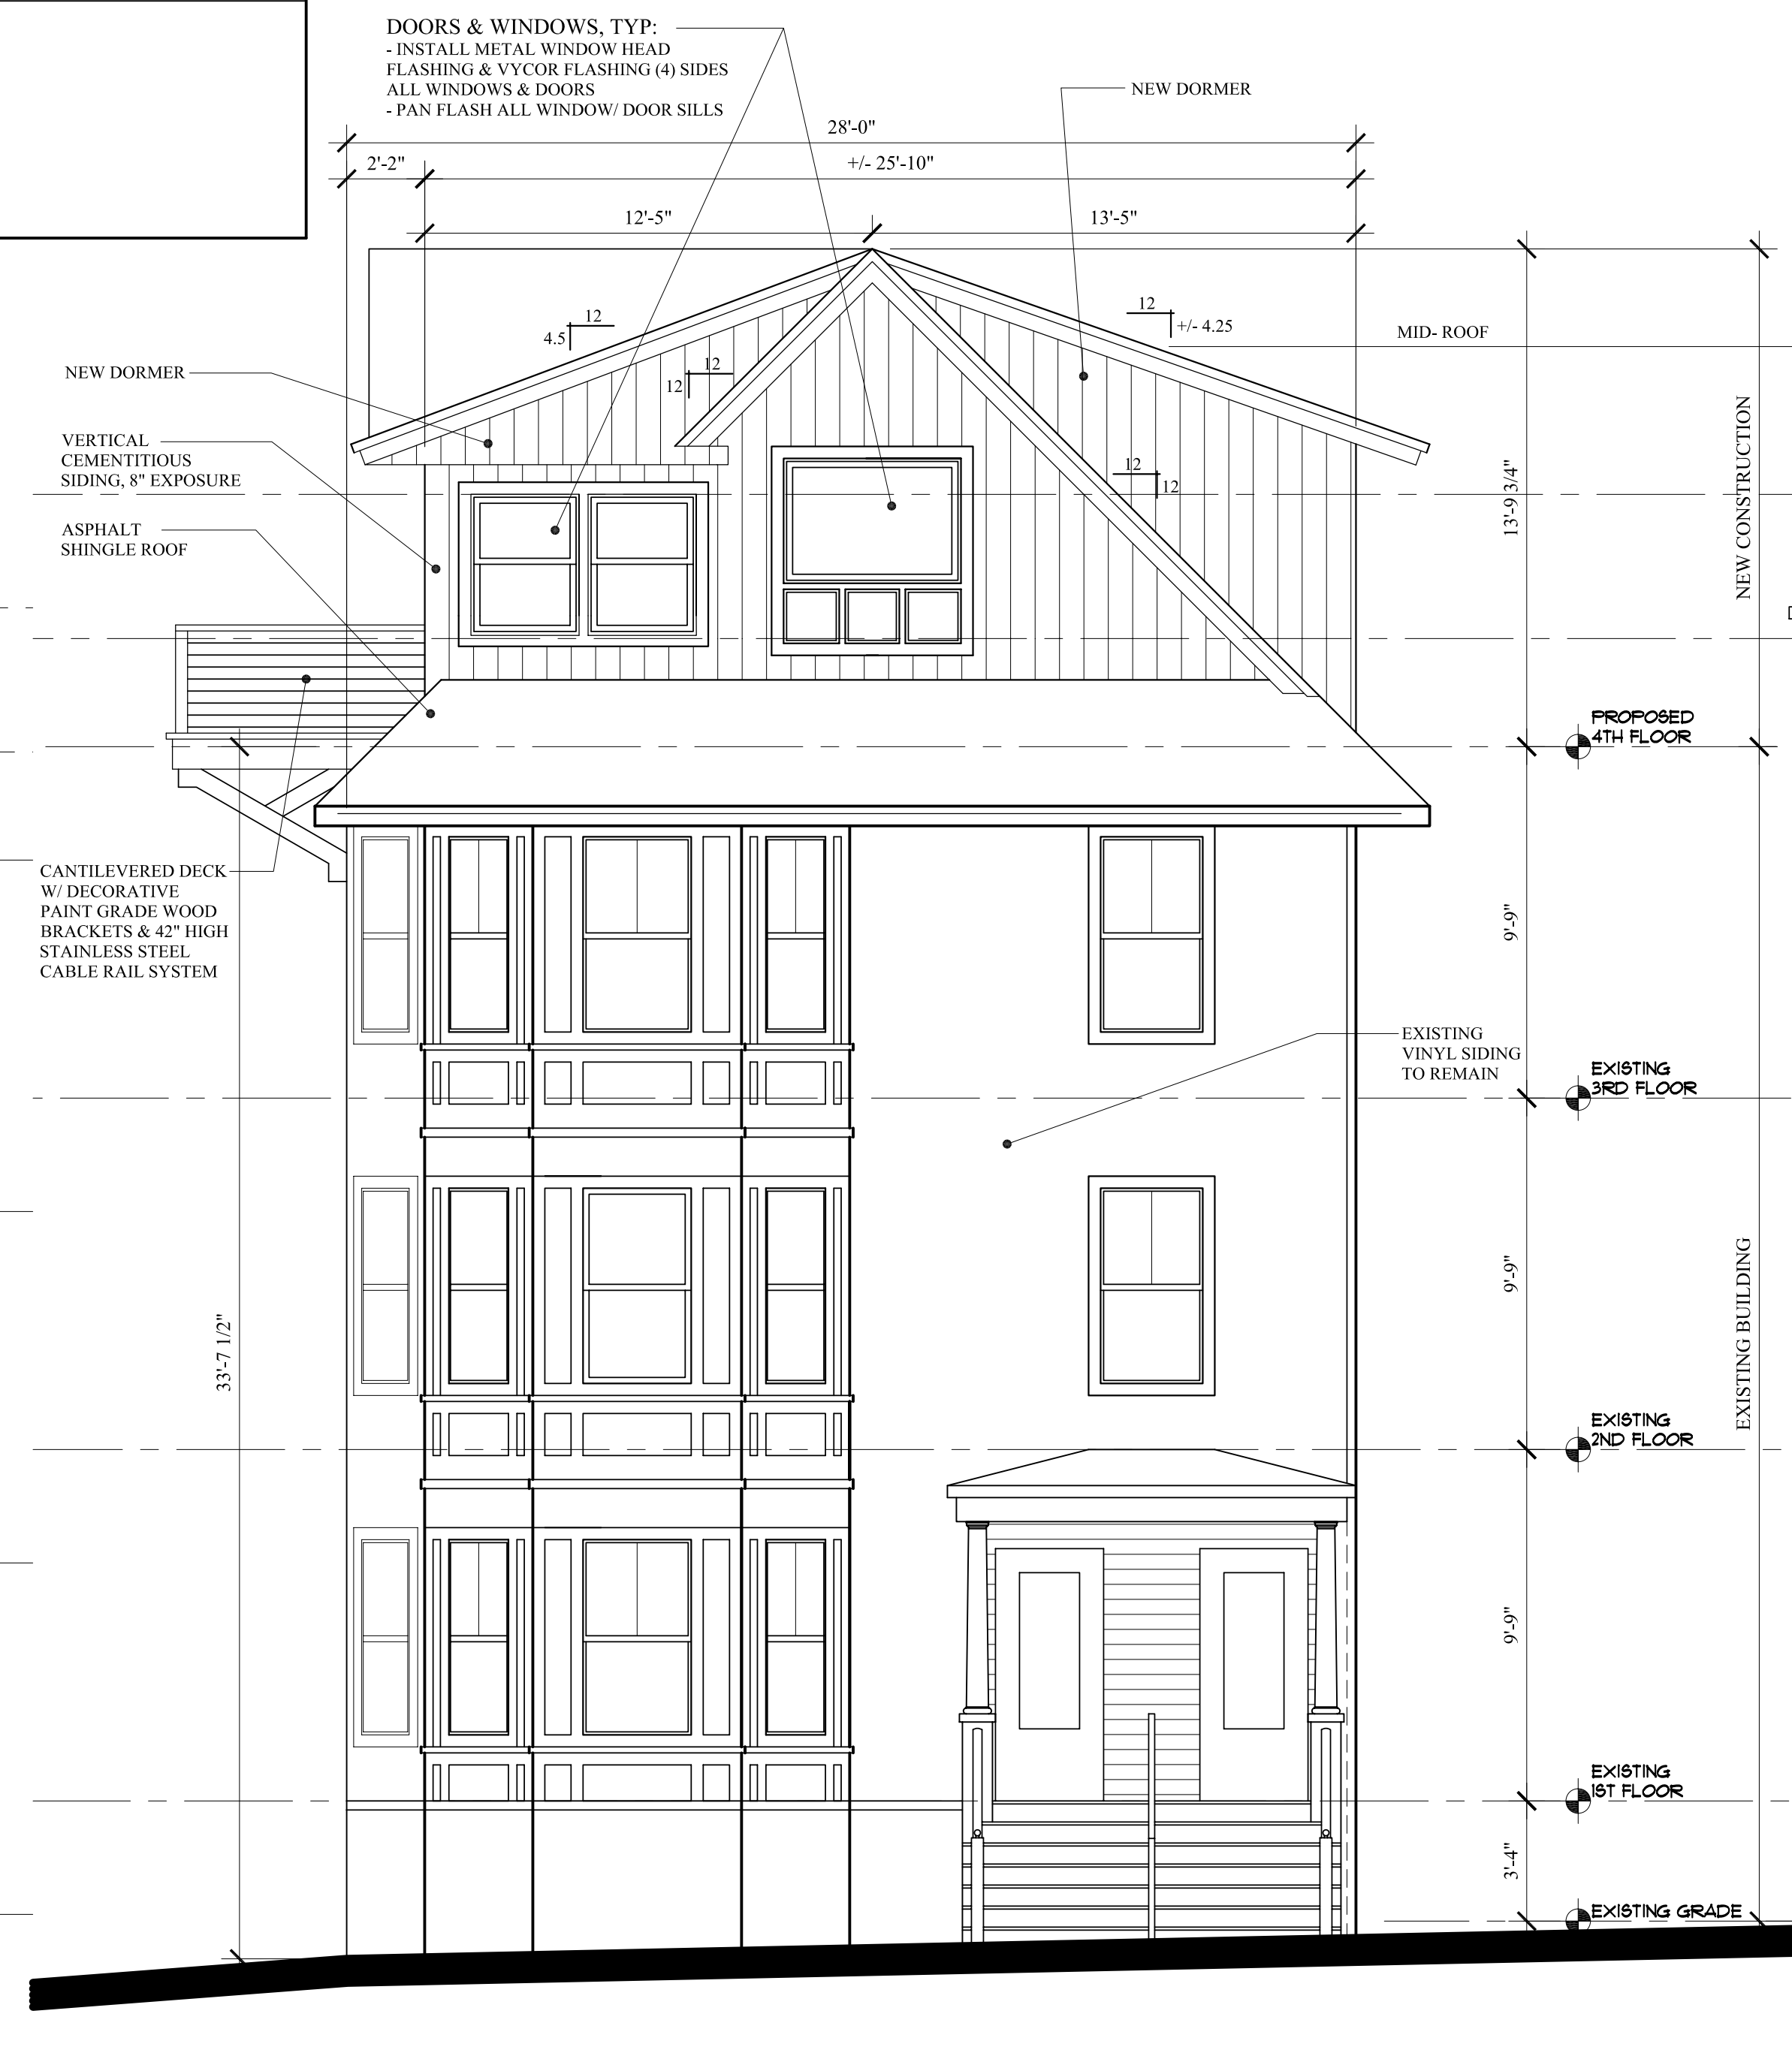 DOORS & WINDOWS, TYP:
- INSTALL METAL WINDOW HEAD
FLASHING & VYCOR FLASHING (4) SIDES
ALL WINDOWS & DOORS
- PAN FLASH ALL WINDOW/ DOOR SILLS
NEW DORMER
28'-0"
2'-2"
+/- 25'-10"
12'-5"
13'-5"
12
4.5
12
+/- 4.25
MID- ROOF
12
12
NEW DORMER
VERTICAL
CEMENTITIOUS
SIDING, 8" EXPOSURE
ASPHALT
SHINGLE ROOF
12
12
13'-9 3/4"
NEW CONSTRUCTION
PROPOSED
4TH FLOOR
CANTILEVERED DECK
W/ DECORATIVE
PAINT GRADE WOOD
BRACKETS & 42" HIGH
STAINLESS STEEL
CABLE RAIL SYSTEM
9'-9"
EXISTING
VINYL SIDING
TO REMAIN
EXISTING
3RD FLOOR
33'-7 1/2"
9'-9"
EXISTING BUILDING
EXISTING
2ND FLOOR
9'-9"
EXISTING
1ST FLOOR
3'-4"
EXISTING GRADE